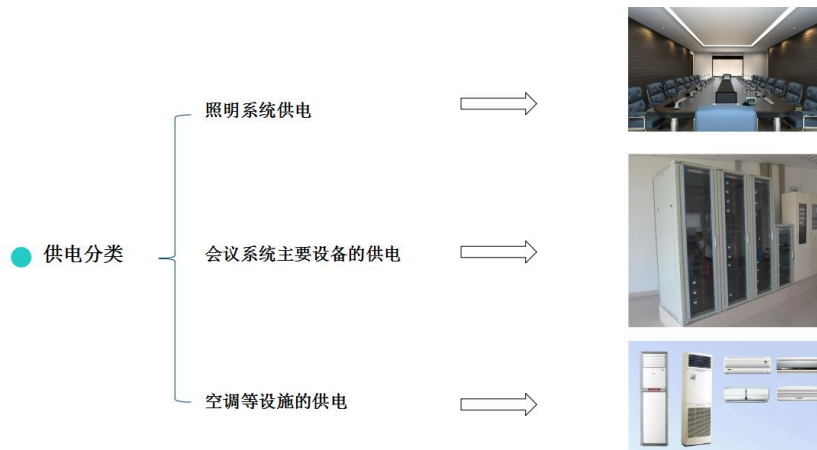 照明系统供电
供电分类
会议系统主要设备的供电
空调等设施的供电